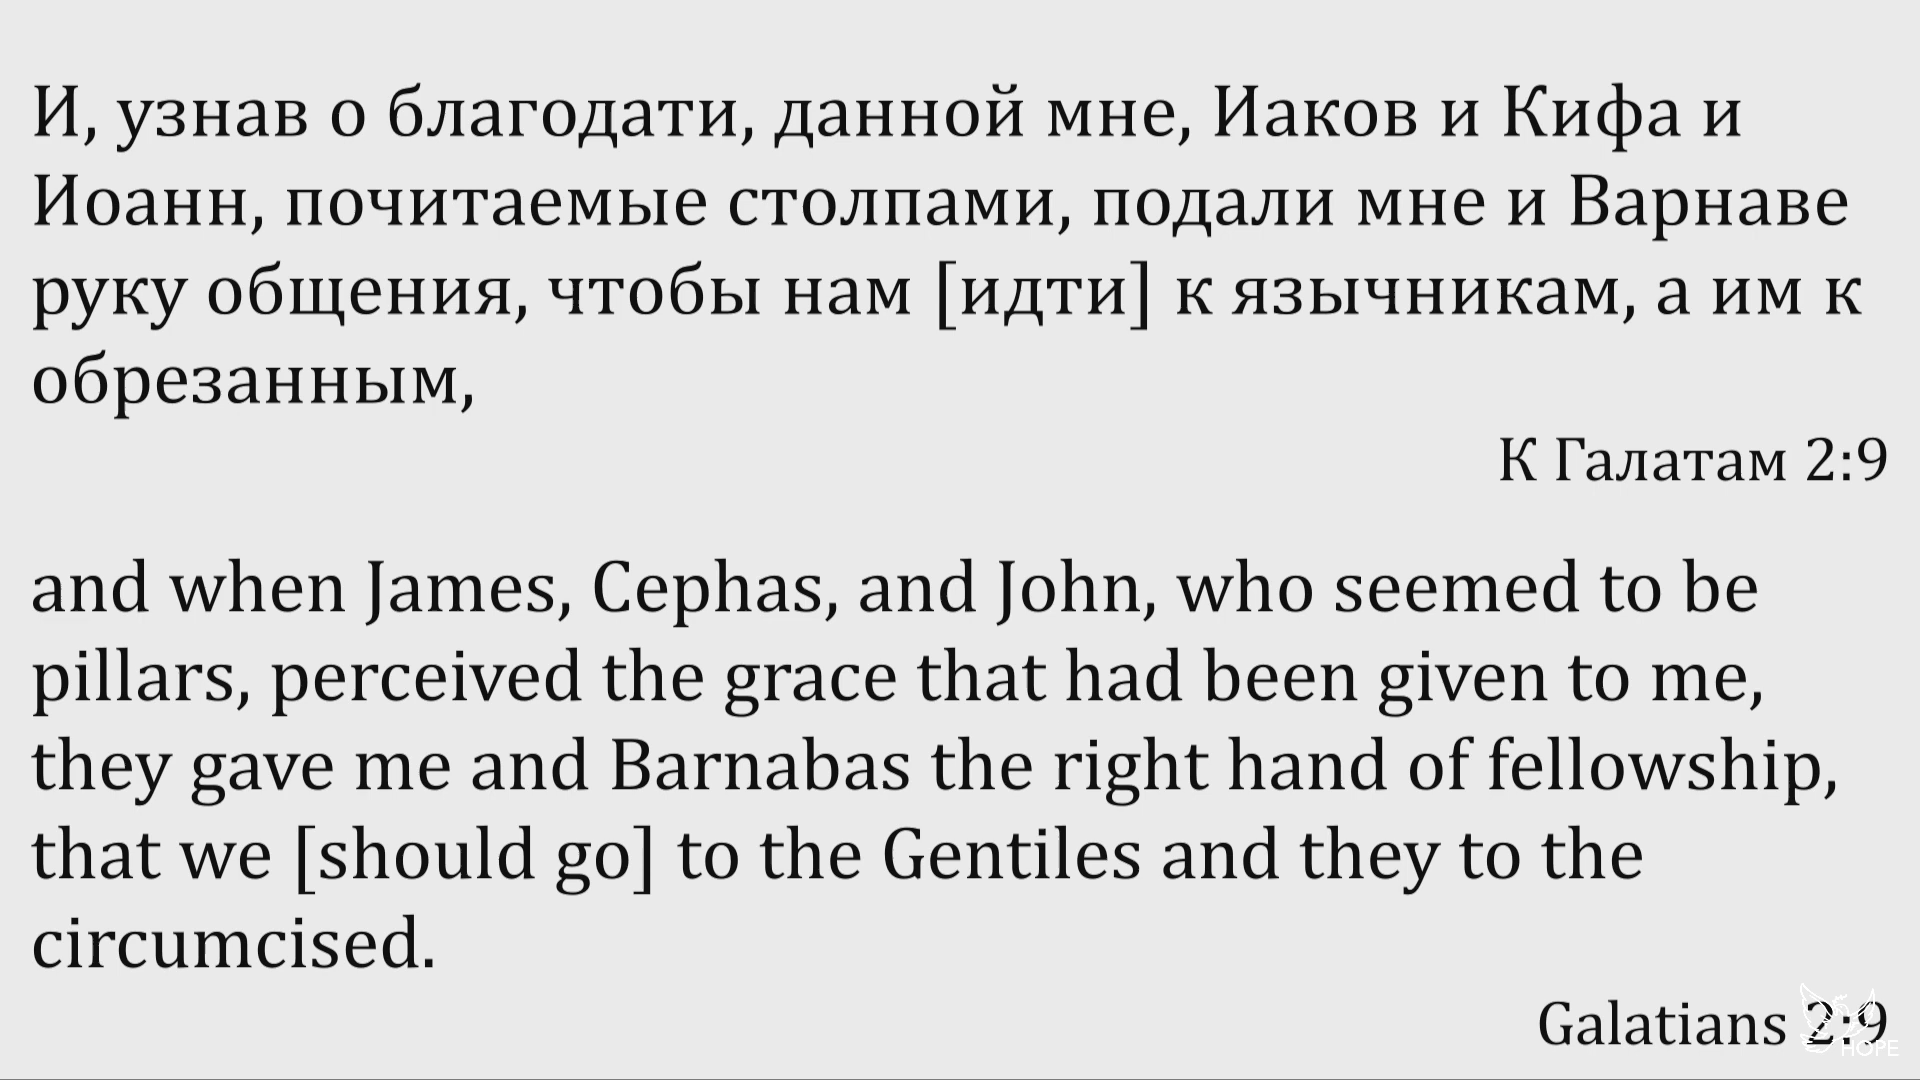 И, узнав о благодати, данной мне, Иаков и Кифа и
Иоанн, почитаемые столпами, подали мне и Варнаве
руку общения, чтобы нам [идти] к язычникам, а им к
обрезанным,
К Галатам 2:9
and when James, Cephas, and John, who seemed to be
pillars, perceived the grace that had been given to me,
they gave me and Barnabas the right hand of fellowship,
that we [should go] to the Gentiles and they to the
circumcised.
Galatians 2:9
HOPE